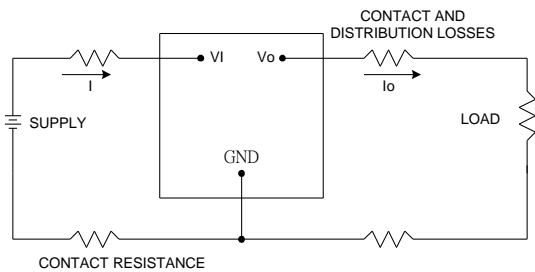 CONTACT AND
DISTRIBUTION LOSSES
VI
Vo
I
Io
SUPPLY
LOAD
GND
CONTACT RESISTANCE